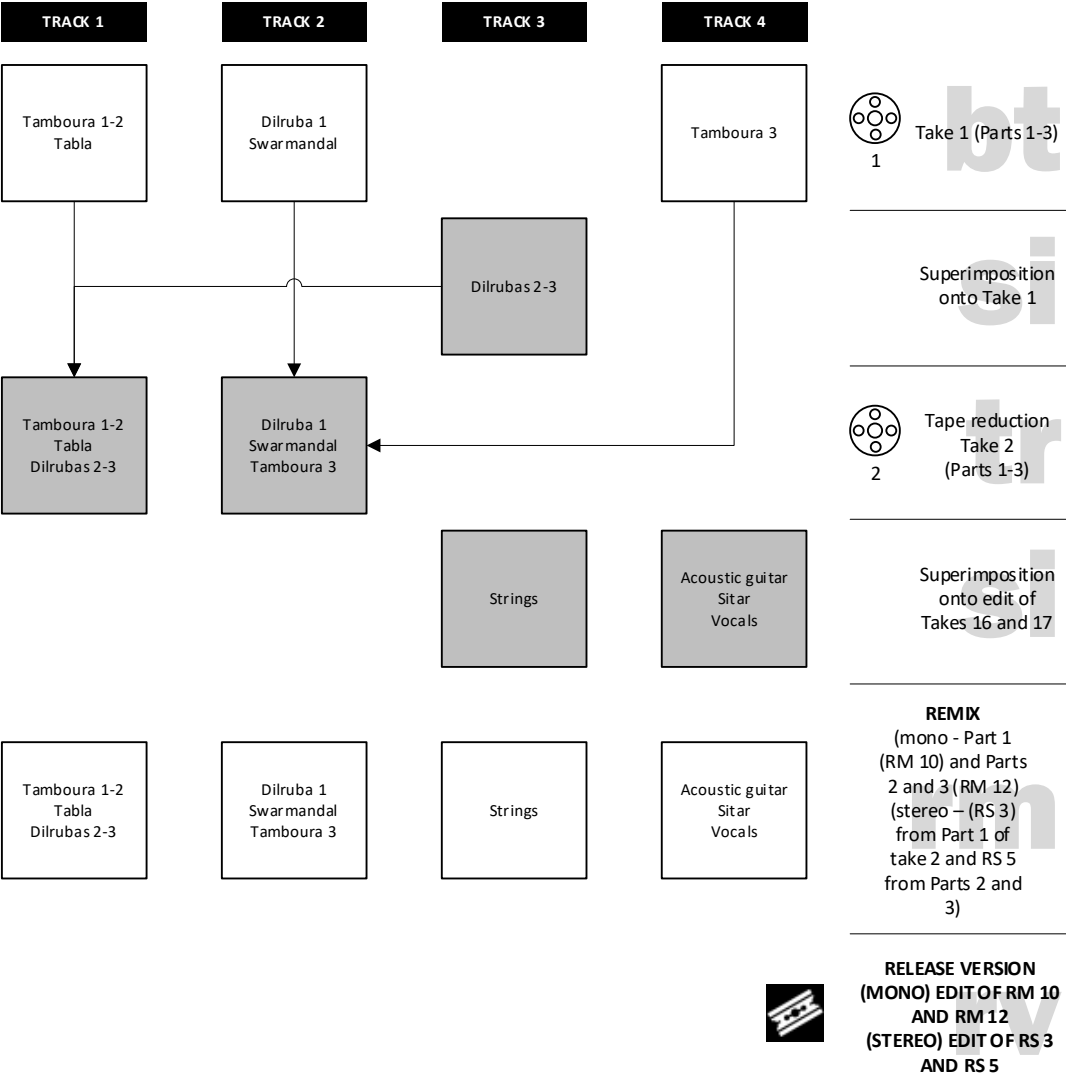 TRACK 1
TRACK 2
TRACK 3
TRACK 4
Tamboura 1-2
Tabla
Dilruba 1
Swarmandal
Tamboura 3
1
bt
Take 1 (Parts 1-3)
Dilrubas 2-3
si
Superimposition
onto Take 1
Tamboura 1-2
Tabla
Dilrubas 2-3
Dilruba 1
Swarmandal
Tamboura 3
2
tr
Tape reduction
Take 2
(Parts 1-3)
Strings
Acoustic guitar
Sitar
Vocals
si
Superimposition
onto edit of
Takes 16 and 17
Tamboura 1-2
Tabla
Dilrubas 2-3
Dilruba 1
Swarmandal
Tamboura 3
Strings
Acoustic guitar
Sitar
Vocals
rm
REMIX
(mono - Part 1
(RM 10) and Parts
2 and 3 (RM 12)
(stereo – (RS 3)
from Part 1 of
take 2 and RS 5
from Parts 2 and
3)
rv
RELEASE VERSION
(MONO) EDIT OF RM 10
AND RM 12
(STEREO) EDIT OF RS 3
AND RS 5